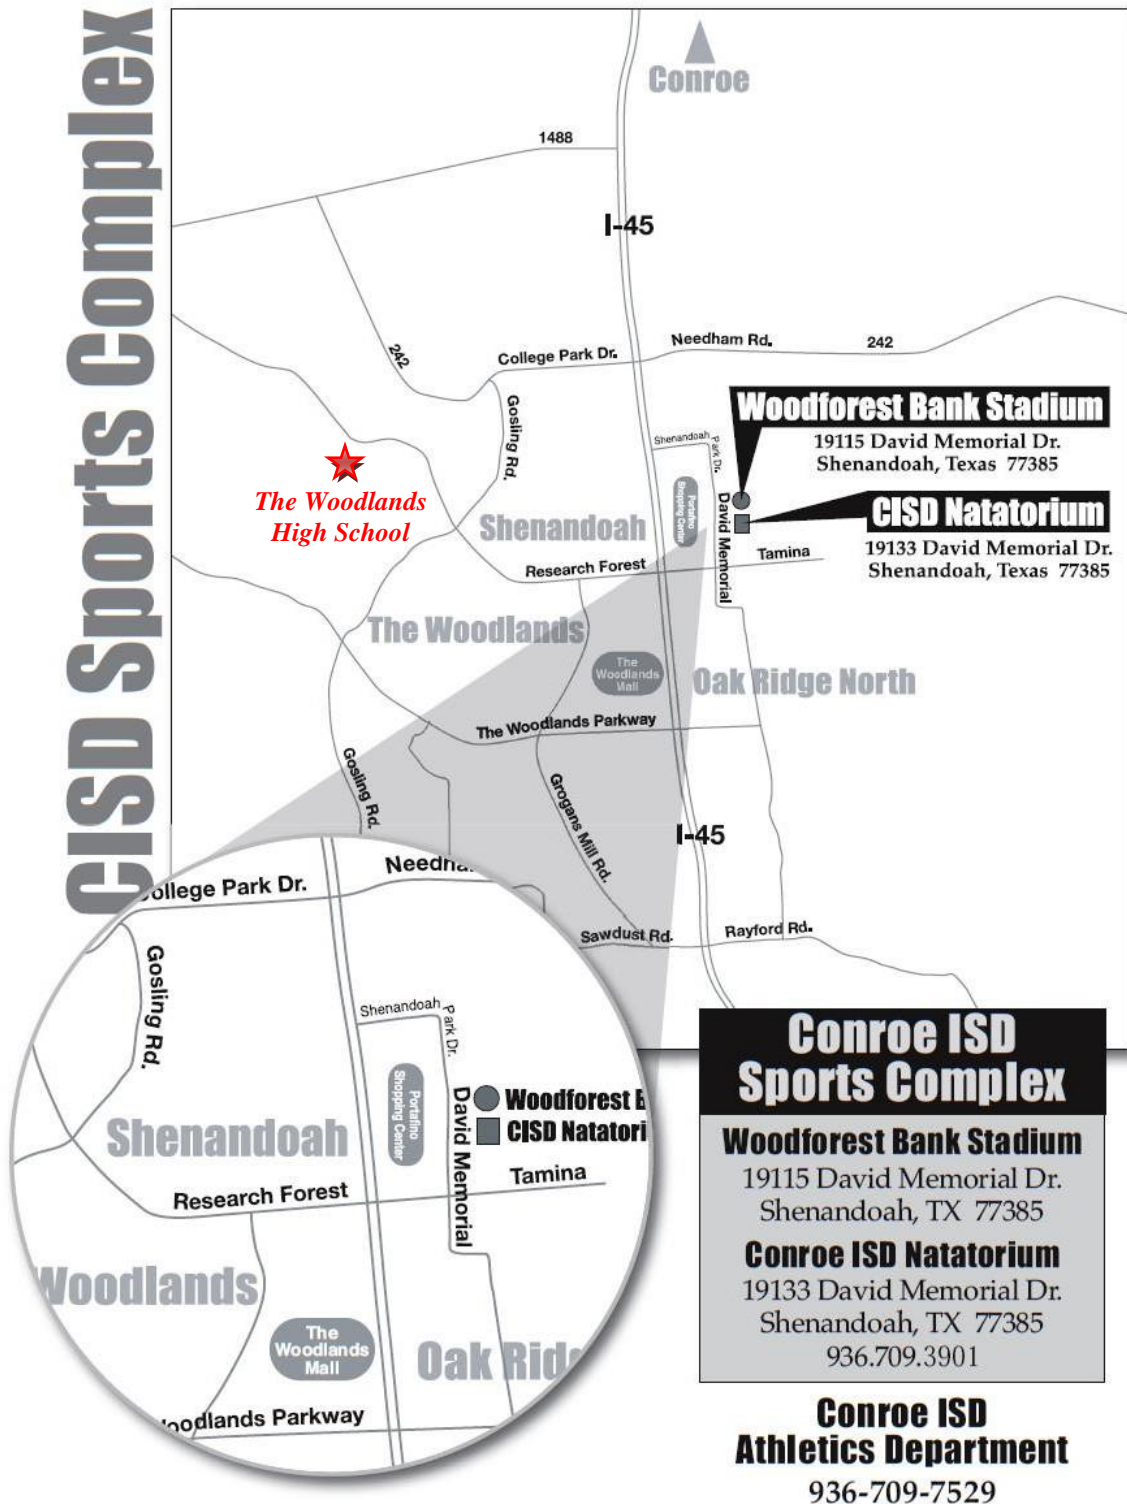 CISD Sports Complex
Conroe
1488
I-45
242
College Park Dr.
Needham Rd.
242
Gosling Rd.
Shenandoah
Park Dr.
Woodforest Bank Stadium
19115 David Memorial Dr.
Shenandoah, Texas 77385
The Woodlands
High School
Portafino
Shopping Center
David Memorial
CISD Natatorium
19133 David Memorial Dr.
Shenandoah, Texas 77385
Shenandoah
Research Forest
Tamina
The Woodlands
The
Woodlands
Mall
Oak Ridge North
The Woodlands Parkway
Gosling Rd.
Grogans Mill Rd.
I-45
Sawdust Rd.
Rayford Rd.
College Park Dr.
Needha
Gosling Rd.
Shenandoah
Park Dr.
Portafino
Shopping Center
David Memorial
Woodforest B
CISD Natatori
Shenandoah
Research Forest
Tamina
Woodlands
The
Woodlands
Mall
Oak Ridg
oodlands Parkway
Conroe ISD
Sports Complex
Woodforest Bank Stadium
19115 David Memorial Dr.
Shenandoah, TX 77385
Conroe ISD Natatorium
19133 David Memorial Dr.
Shenandoah, TX 77385
936.709.3901
Conroe ISD
Athletics Department
936-709-7529